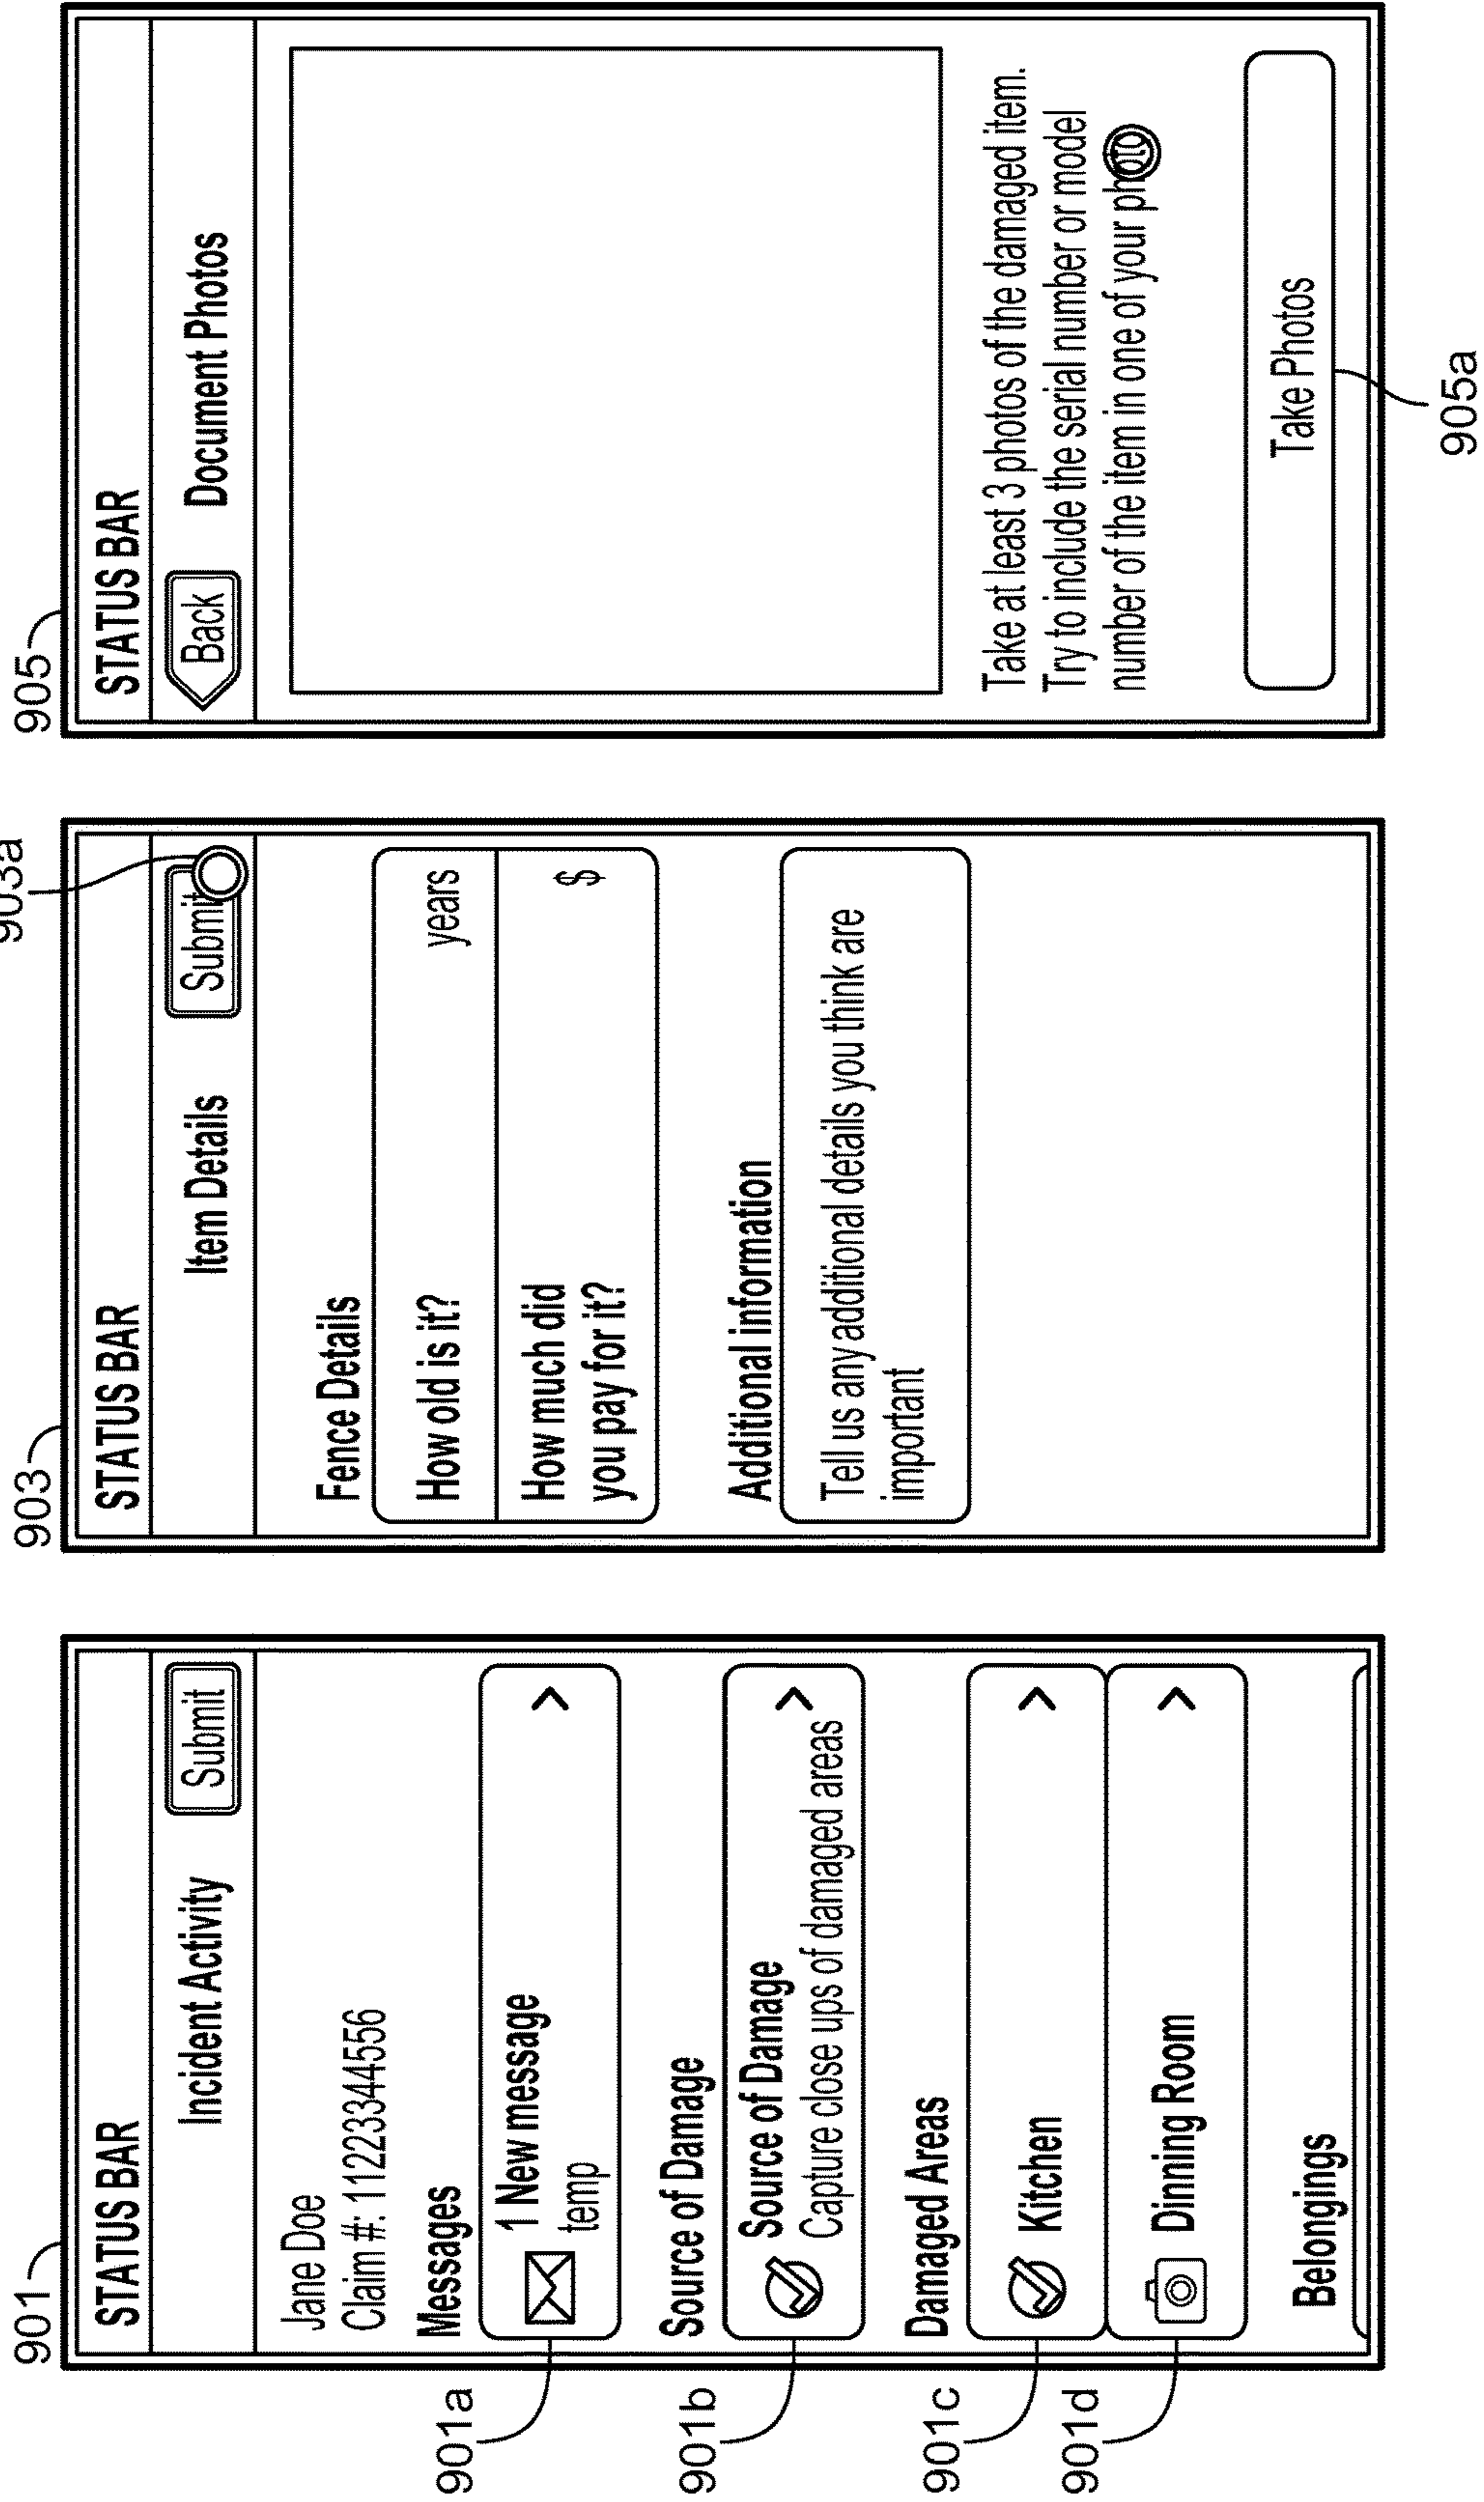 901
STATUS BAR
Incident Activity
Submit
Jane Doe
Claim #: 1122334556
Messages
901a
1 New message
temp
Source of Damage
901b
Source of Damage
Capture close ups of damaged areas
Damaged Areas
901c
Kitchen
901d
Dinning Room
Belongings
903
903a
STATUS BAR
Item Details
Submit
Fence Details
How old is it?
years
How much did
you pay for it?
$
Additional information
Tell us any additional details you think are
important
905
STATUS BAR
Back
Document Photos
Take at least 3 photos of the damaged item.
Try to include the serial number or model
number of the item in one of your photo
Take Photos
905a